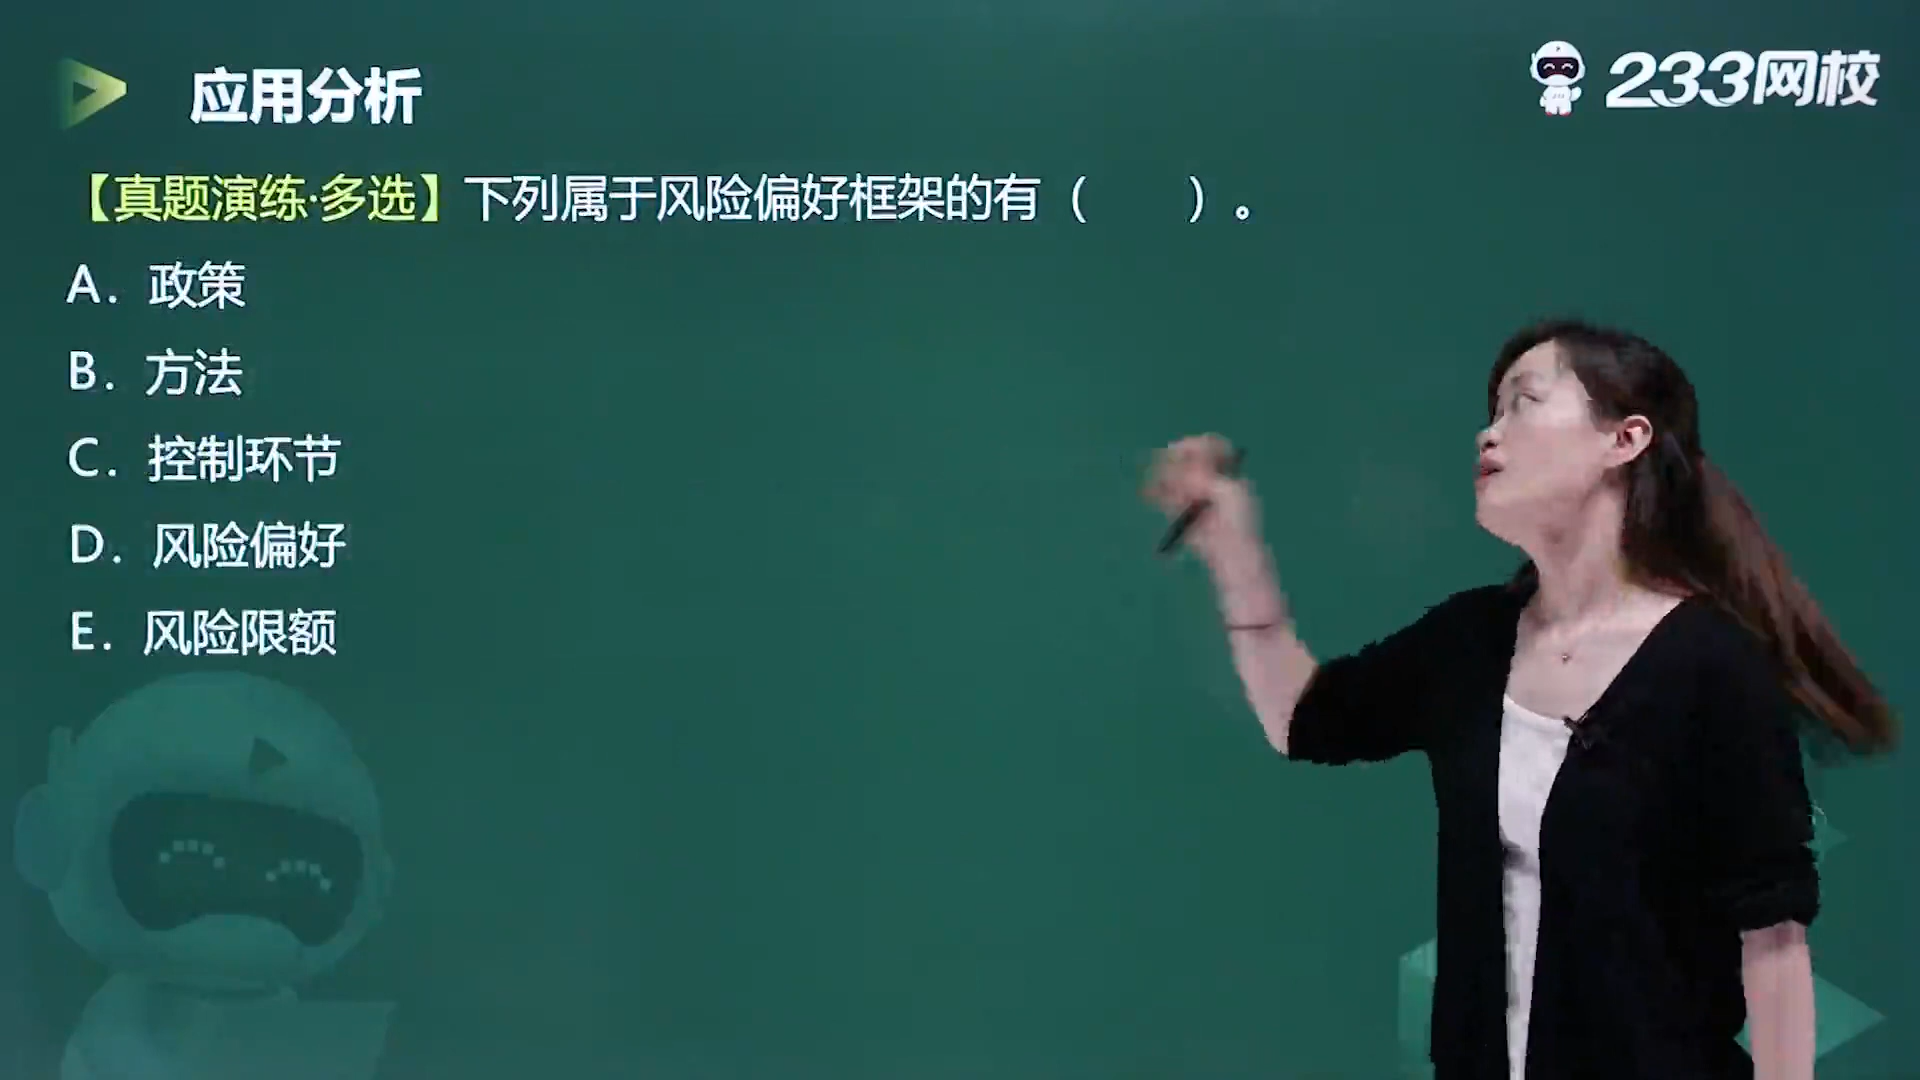 应用分析
233网校
【真题演练·多选】下列属于风险偏好框架的有（  ）。
A. 政策
B. 方法
C. 控制环节
D. 风险偏好
E. 风险限额